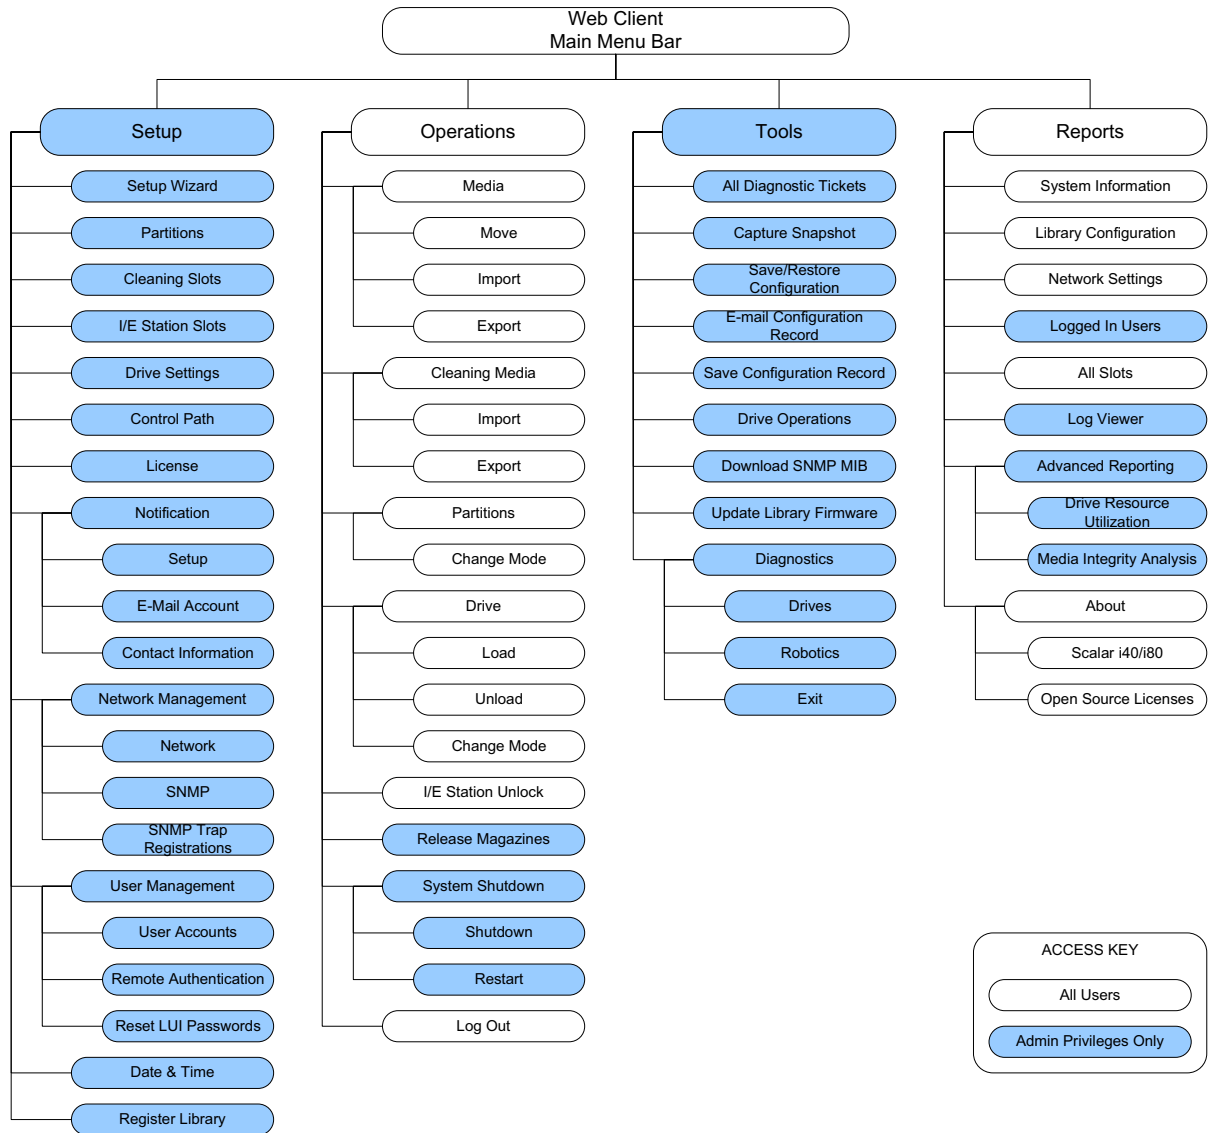 Web Client
Main Menu Bar
Setup
Setup Wizard
Partitions
Cleaning Slots
I/E Station Slots
Drive Settings
Control Path
License
Notification
Setup
E-Mail Account
Contact Information
Network Management
Network
SNMP
SNMP Trap
Registrations
User Management
User Accounts
Remote Authentication
Reset LUI Passwords
Date & Time
Register Library
Operations
Media
Move
Import
Export
Cleaning Media
Import
Export
Partitions
Change Mode
Drive
Load
Unload
Change Mode
I/E Station Unlock
Release Magazines
System Shutdown
Shutdown
Restart
Log Out
Tools
All Diagnostic Tickets
Capture Snapshot
Save/Restore
Configuration
E-mail Configuration
Record
Save Configuration Record
Drive Operations
Download SNMP MIB
Update Library Firmware
Diagnostics
Drives
Robotics
Exit
Reports
System Information
Library Configuration
Network Settings
Logged In Users
All Slots
Log Viewer
Advanced Reporting
Drive Resource
Utilization
Media Integrity Analysis
About
Scalar i40/i80
Open Source Licenses
ACCESS KEY
All Users
Admin Privileges Only